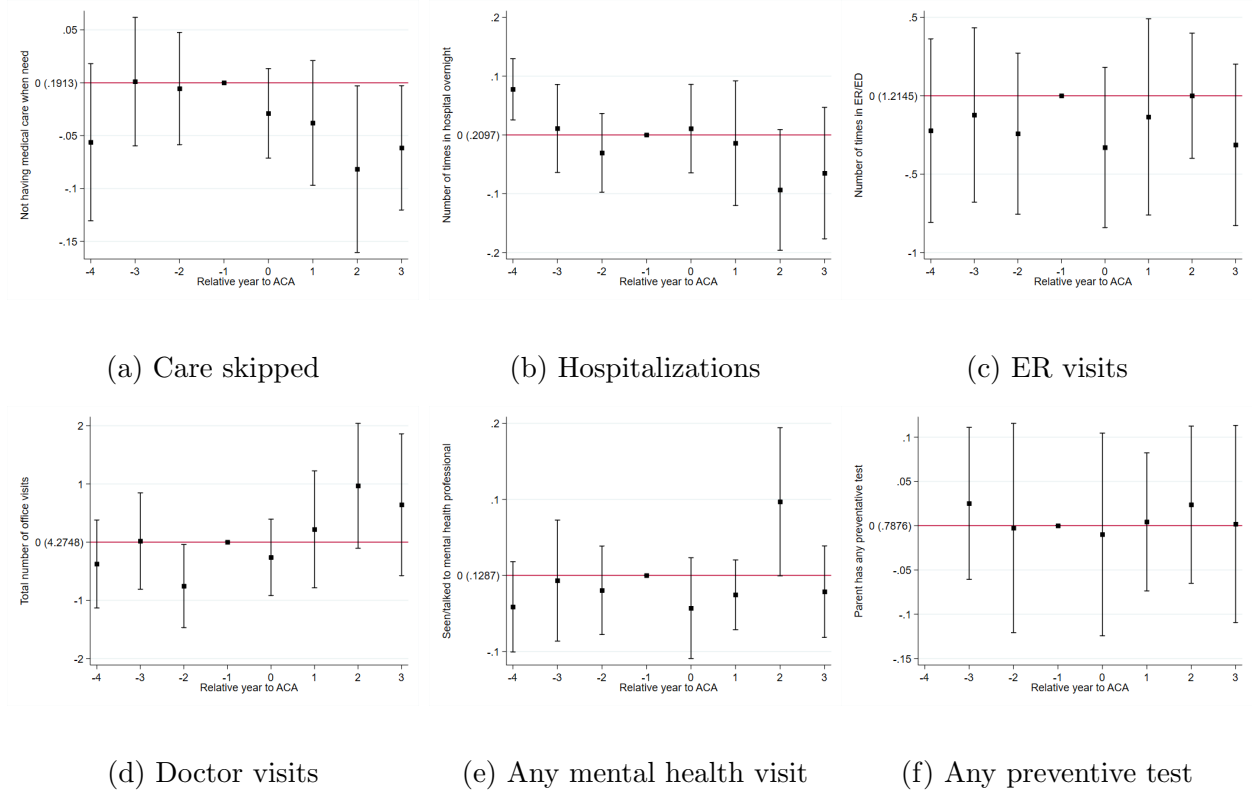 Not having medical care when need
.05
0 (.1913)
-.05
-.1
-.15
-4 -3 -2 -1 0 1 2 3
Relative year to ACA
(a) Care skipped
Number of times in hospital overnight
.2
.1
0 (.2097)
-.1
-.2
-4 -3 -2 -1 0 1 2 3
Relative year to ACA
(b) Hospitalizations
Number of times in ER/ED
.5
0 (1.2145)
-.5
-1
-4 -3 -2 -1 0 1 2 3
Relative year to ACA
(c) ER visits
Total number of office visits
2
1
0 (4.2748)
-1
-2
-4 -3 -2 -1 0 1 2 3
Relative year to ACA
(d) Doctor visits
Seen/talked to mental health professional
.2
.1
0 (.1287)
-.1
-4 -3 -2 -1 0 1 2 3
Relative year to ACA
(e) Any mental health visit
Parent has any preventative test
.1
.05
0 (.7876)
-.05
-.1
-.15
-4 -3 -2 -1 0 1 2 3
Relative year to ACA
(f) Any preventive test